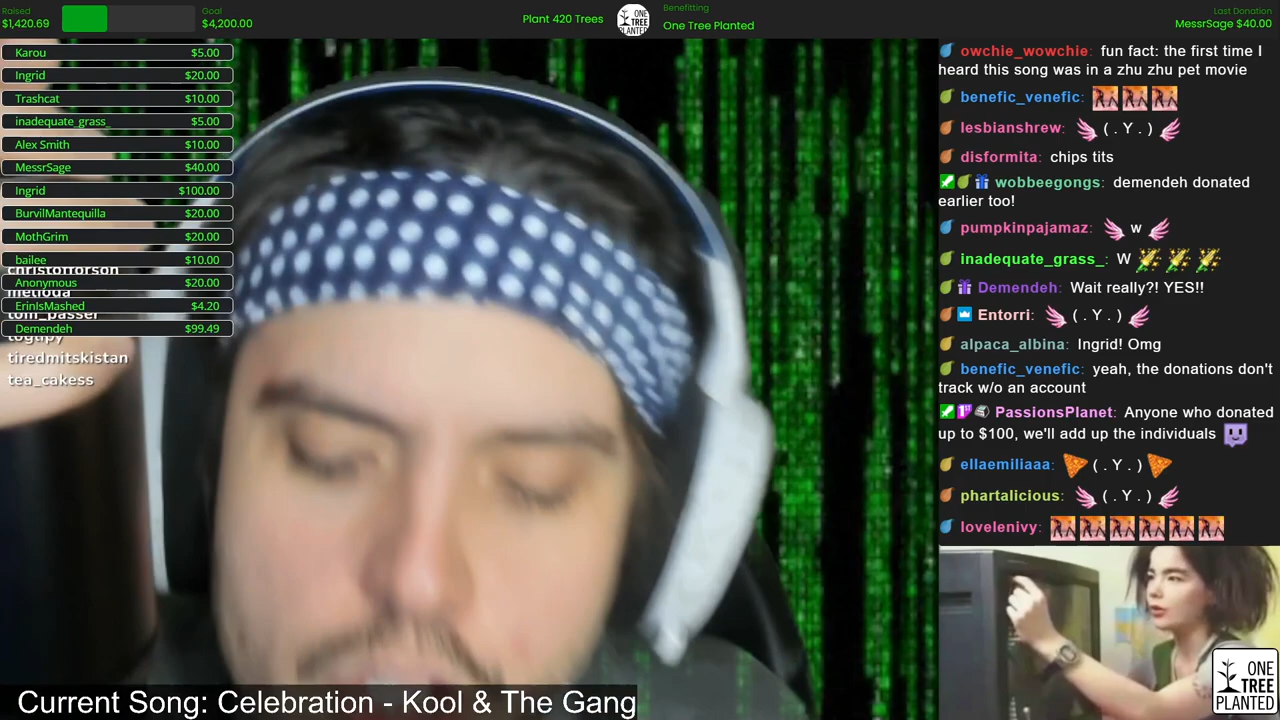 Raised
$1,420.69
Goal
$4,200.00
Plant 420 Trees
ONE
TREE
PLANTED
Benefitting
One Tree Planted
Last Donation
MessrSage $40.00
Karou $5.00
Ingrid $20.00
Trashcat $10.00
inadequate_grass_ $5.00
Alex Smith $10.00
MessrSage $40.00
Ingrid $100.00
BurvilMantequilla $20.00
MothGrim $20.00
bailee $10.00
christofforson
Anonymous $20.00
ErinIsMashed $4.20
tom_passer
Demendeh $99.49
tiredmitskistan
tea_cakess
owchie_wowchie: fun fact: the first time I
heard this song was in a zhu zhu pet movie
benefic_venefic:
lesbianshrew: ( . Y . )
disformita: chips tits
wobbeegongs: demendeh donated
earlier too!
pumpkinpajamaz: w
inadequate_grass_: W
Demendeh: Wait really?! YES!!
Entorri: ( . Y . )
alpaca_albina: Ingrid! Omg
benefic_venefic: yeah, the donations don't
track w/o an account
PassionsPlanet: Anyone who donated
up to $100, we'll add up the individuals
ellaemiliaaa: ( . Y . )
phartalicious: ( . Y . )
lovelenivy:
ONE
TREE
PLANTED
Current Song: Celebration - Kool & The Gang